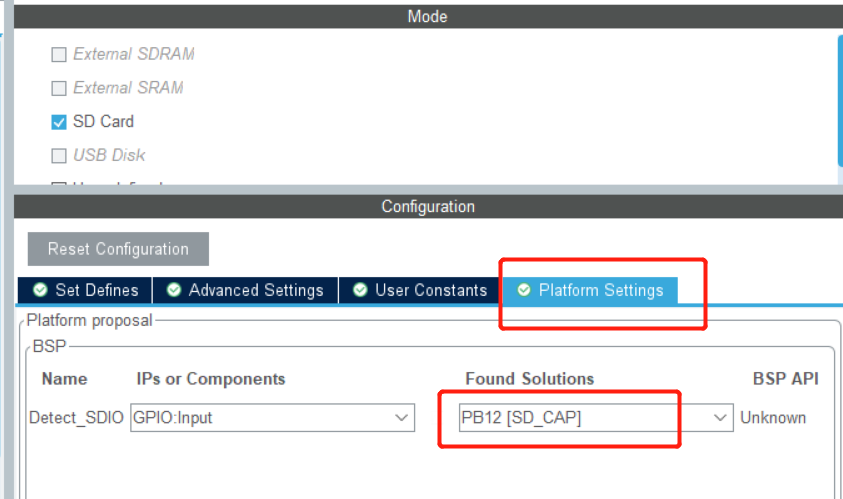 Mode
External SDRAM
External SRAM
SD Card
USB Disk
Configuration
Reset Configuration
Set Defines Advanced Settings User Constants Platform Settings
Platform proposal
BSP
Name IPs or Components Found Solutions BSP API
Detect_SDIO GPIO:Input PB12 [SD_CAP] Unknown